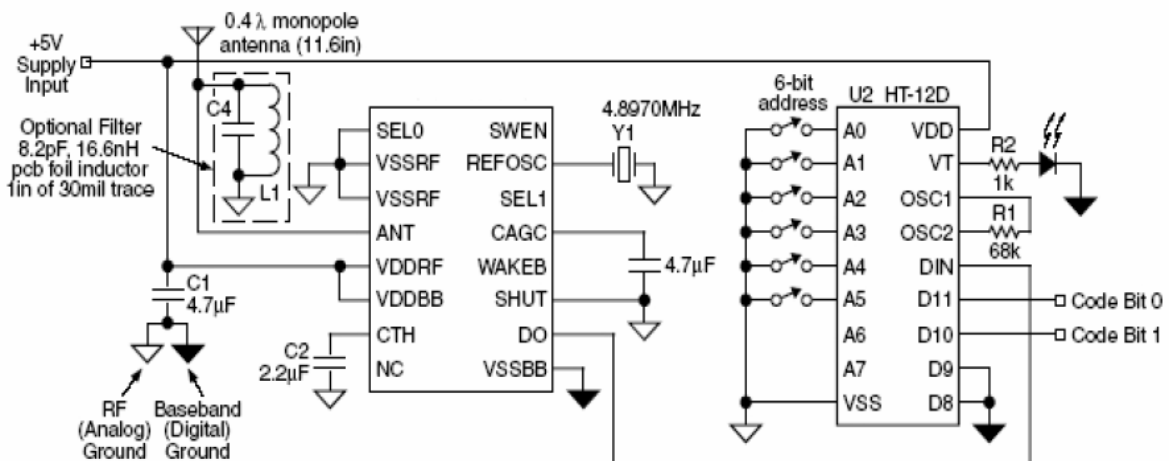 +5V
Supply
Input
0.4 λ monopole
antenna (11.6in)
C4
Optional Filter
8.2pF, 16.6nH
pcb foil inductor
1in of 30mil trace
L1
C1
4.7µF
RF
(Analog)
Ground
Baseband
(Digital)
Ground
C2
2.2µF
SEL0
VSSRF
VSSRF
ANT
VDDRF
VDDBB
CTH
NC
SWEN
REFOSC
SEL1
CAGC
WAKEB
SHUT
DO
VSSBB
4.8970MHz
Y1
4.7µF
6-bit
address
U2 HT-12D
A0
A1
A2
A3
A4
A5
A6
A7
VSS
VDD
VT
OSC1
OSC2
DIN
D11
D10
D9
D8
R2
1k
R1
68k
Code Bit 0
Code Bit 1